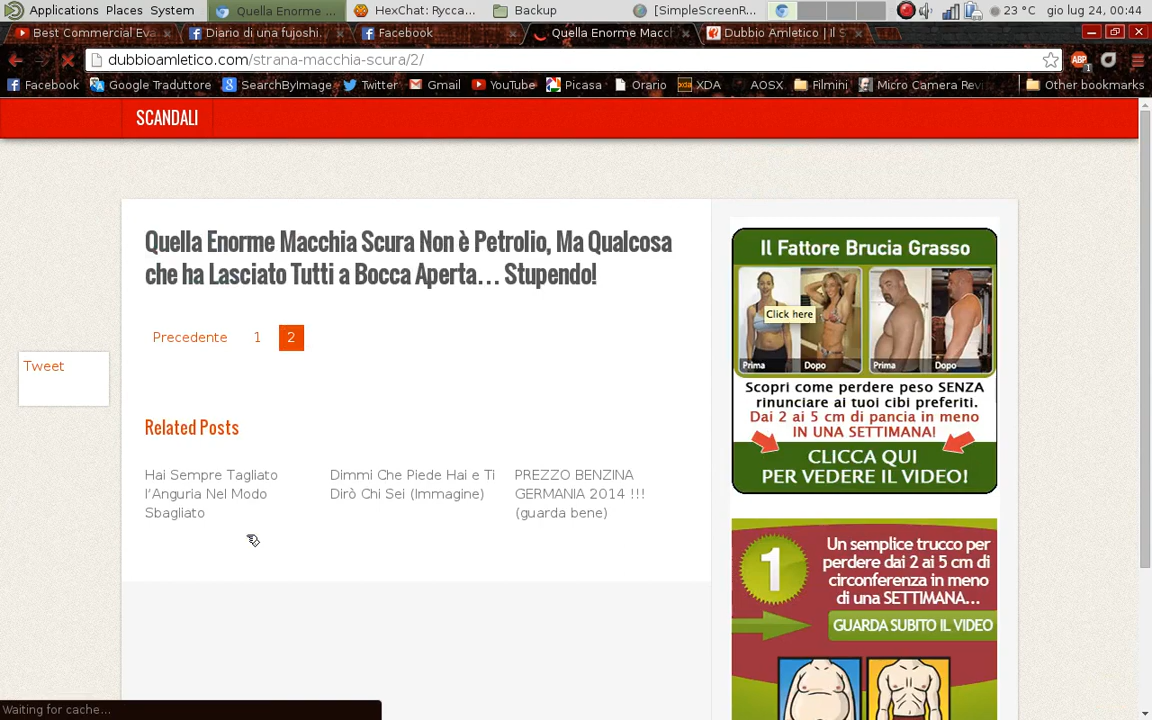 Applications Places System Quella Enorme ... HexChat: Rycca... Backup [SimpleScreenR... 23 °C gio lug 24, 00:44
Best Commercial Eva Diario di una fujoshi... Facebook Quella Enorme Macc Dubbio Amletico | Il S
dubbioamletico.com/strana-macchia-scura/2/
Facebook Google Traduttore SearchByImage Twitter Gmail YouTube Picasa Orario XDA AOSX Filmini Micro Camera Revi Other bookmarks
SCANDALI
Quella Enorme Macchia Scura Non è Petrolio, Ma Qualcosa
che ha Lasciato Tutti a Bocca Aperta… Stupendo!
Precedente 1 2
Tweet
Related Posts
Hai Sempre Tagliato
l’Anguria Nel Modo
Sbagliato
Dimmi Che Piede Hai e Ti
Dirò Chi Sei (Immagine)
PREZZO BENZINA
GERMANIA 2014 !!!
(guarda bene)
Il Fattore Brucia Grasso
Click here
Prima Dopo Prima Dopo
Scopri come perdere peso SENZA
rinunciare ai tuoi cibi preferiti.
Dai 2 ai 5 cm di pancia in meno
IN UNA SETTIMANA!
CLICCA QUI
PER VEDERE IL VIDEO!
1
Un semplice trucco per
perdere dai 2 ai 5 cm di
circonferenza in meno
di una SETTIMANA...
GUARDA SUBITO IL VIDEO
Waiting for cache...